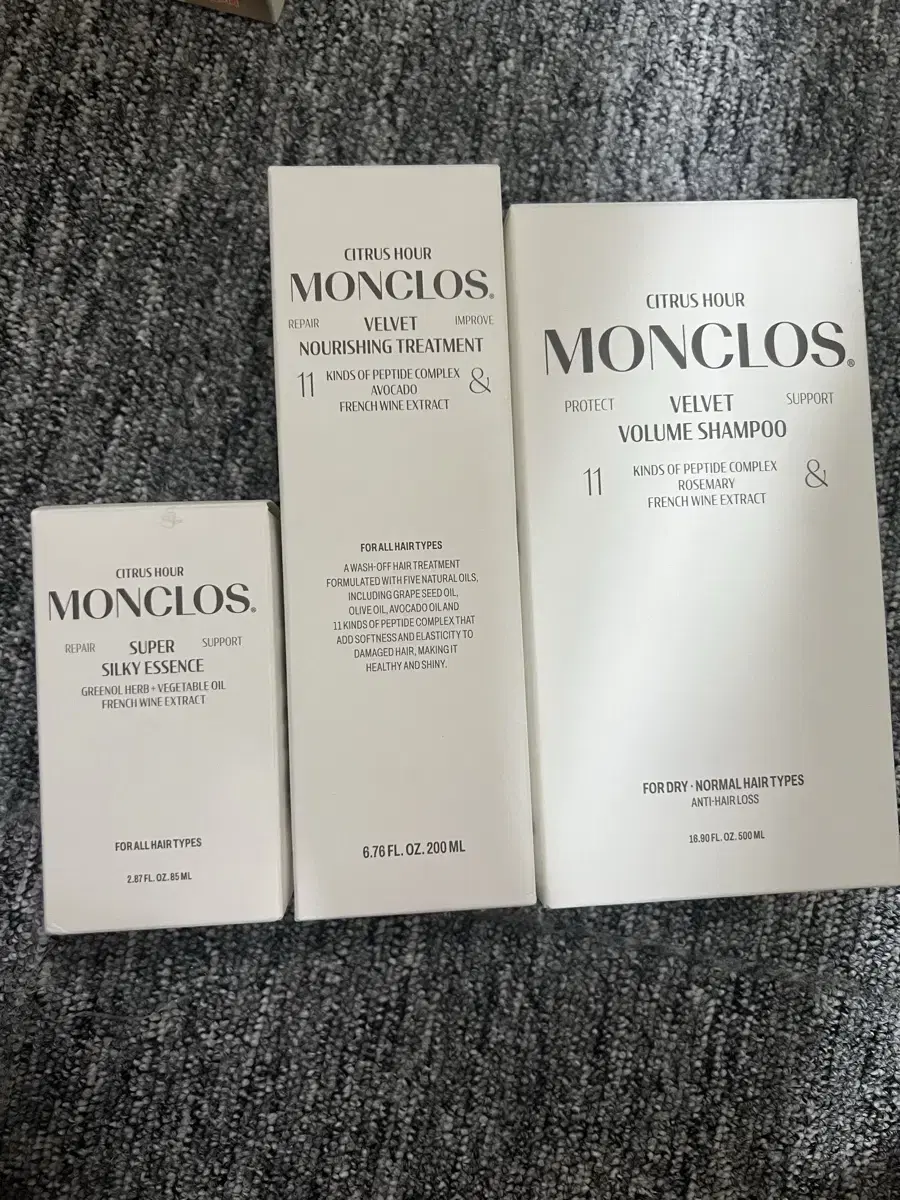 CITRUS HOUR
MONCLOS®
REPAIR SUPER SUPPORT
SILKY ESSENCE
GREENOL HERB + VEGETABLE OIL
FRENCH WINE EXTRACT
FOR ALL HAIR TYPES
2.87 FL. OZ. 85 ML
CITRUS HOUR
MONCLOS®
REPAIR VELVET IMPROVE
NOURISHING TREATMENT
11 KINDS OF PEPTIDE COMPLEX &
AVOCADO
FRENCH WINE EXTRACT
FOR ALL HAIR TYPES
A WASH-OFF HAIR TREATMENT
FORMULATED WITH FIVE NATURAL OILS,
INCLUDING GRAPE SEED OIL,
OLIVE OIL, AVOCADO OIL AND
11 KINDS OF PEPTIDE COMPLEX THAT
ADD SOFTNESS AND ELASTICITY TO
DAMAGED HAIR, MAKING IT
HEALTHY AND SHINY.
6.76 FL. OZ. 200 ML
CITRUS HOUR
MONCLOS®
PROTECT VELVET SUPPORT
VOLUME SHAMPOO
11 KINDS OF PEPTIDE COMPLEX &
ROSEMARY
FRENCH WINE EXTRACT
FOR DRY · NORMAL HAIR TYPES
ANTI-HAIR LOSS
16.90 FL. OZ. 500 ML